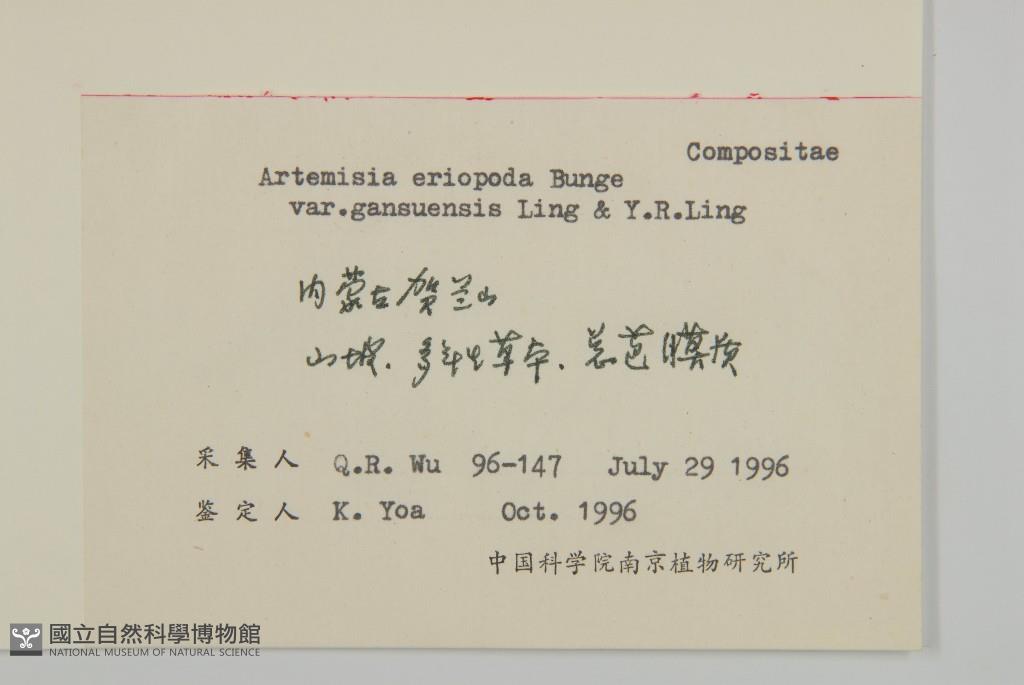 Compositae
Artemisia eriopoda Bunge
var.gansuensis Ling & Y.R.Ling
内蒙古贺兰山
山坡.多年生草本.总苞膜质
采集人 Q.R. Wu 96-147 July 29 1996
鉴定人 K. Yoa Oct. 1996
中国科学院南京植物研究所
國立自然科學博物館
NATIONAL MUSEUM OF NATURAL SCIENCE